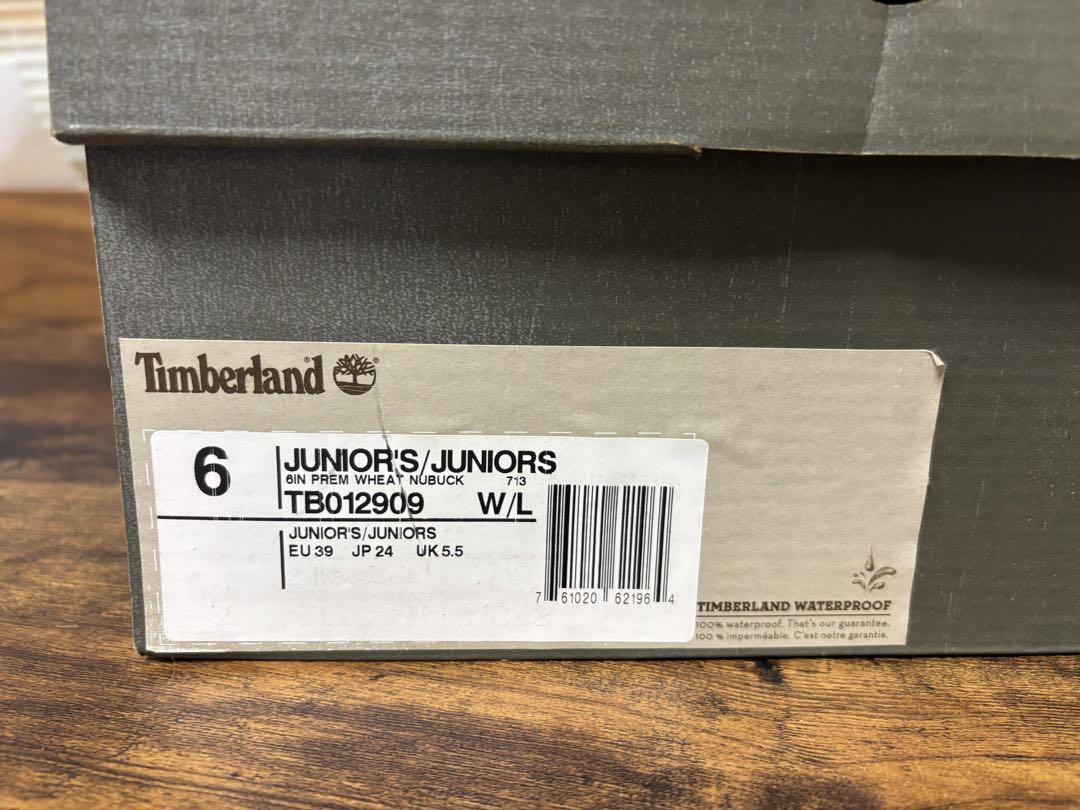 Timberland®
6
JUNIOR'S/JUNIORS
6IN PREM WHEAT NUBUCK 713
TB012909 W/L
JUNIOR'S/JUNIORS
EU 39 JP 24 UK 5.5
7 61020 62196 4
TIMBERLAND WATERPROOF
100% waterproof. That's our guarantee.
100 % imperméable. C'est notre garantie.